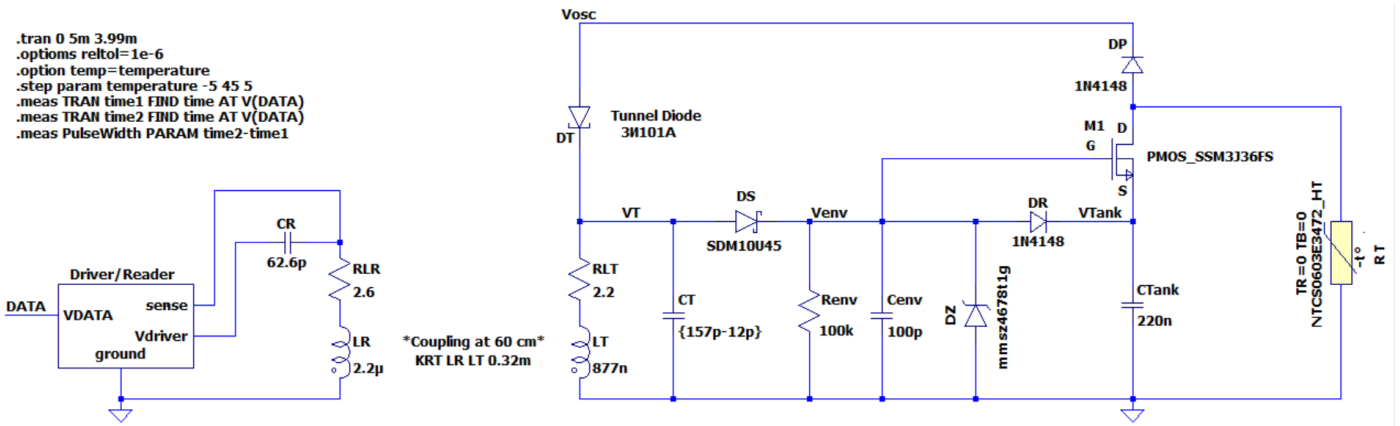 .tran 0 5m 3.99m
.optioms reltol=1e-6
.option temp=temperature
.step param temperature -5 45 5
.meas TRAN time1 FIND time AT V(DATA)
.meas TRAN time2 FIND time AT V(DATA)
.meas PulseWidth PARAM time2-time1
Vosc
DP
1N4148
Tunnel Diode
3И101A
DT
M1
D
G
S
PMOS_SSM3J36FS
CR
62.6p
RLR
2.6
Driver/Reader
DATA
VDATA
sense
Vdriver
ground
LR
2.2µ
*Coupling at 60 cm*
KRT LR LT 0.32m
VT
DS
SDM10U45
Venv
DR
1N4148
VTank
RLT
2.2
LT
877n
CT
{157p-12p}
Renv
100k
Cenv
100p
DZ
mmsz4678t1g
CTank
220n
TR=0 TB=0
NTCS0603E3472_HT
-t°
RT